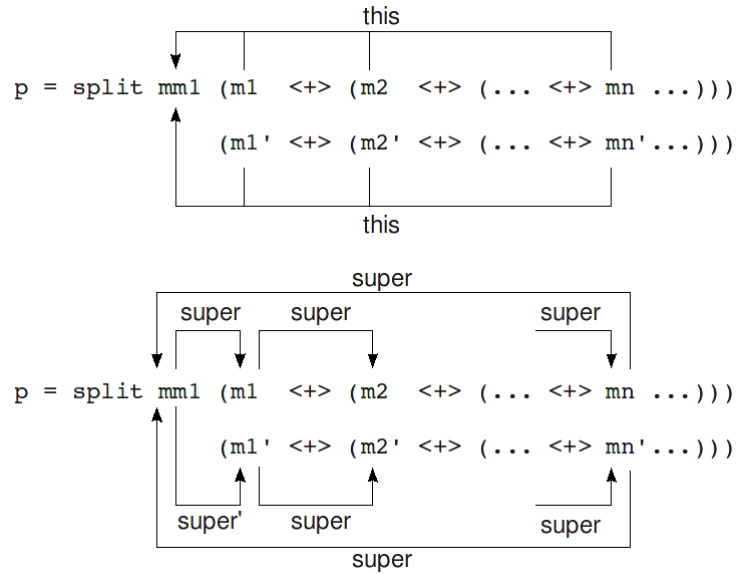 this
p = split mm1 (m1 <+> (m2 <+> (... <+> mn ...)))
(m1' <+> (m2' <+> (... <+> mn'...)))
this
super
super super super
p = split mm1 (m1 <+> (m2 <+> (... <+> mn ...)))
(m1' <+> (m2' <+> (... <+> mn'...)))
super' super super
super